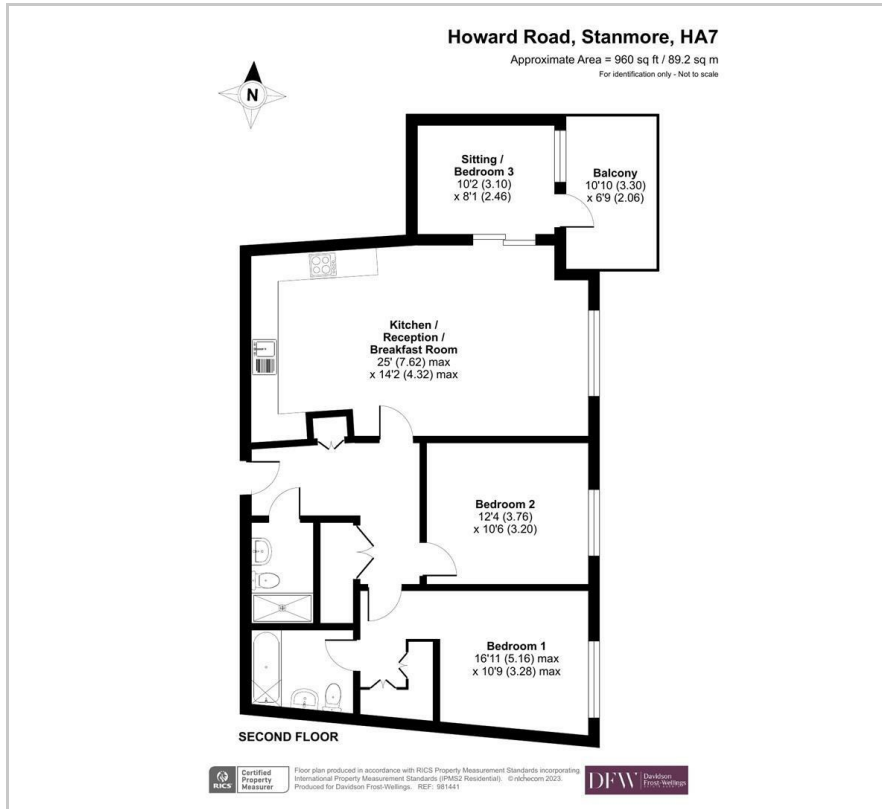 Howard Road, Stanmore, HA7
Approximate Area = 960 sq ft / 89.2 sq m
For identification only - Not to scale
N
Sitting /
Bedroom 3
10'2 (3.10)
x 8'1 (2.46)
Balcony
10'10 (3.30)
x 6'9 (2.06)
Kitchen /
Reception /
Breakfast Room
25' (7.62) max
x 14'2 (4.32) max
Bedroom 2
12'4 (3.76)
x 10'6 (3.20)
Bedroom 1
16'11 (5.16) max
x 10'9 (3.28) max
SECOND FLOOR
RICS
Certified
Property
Measurer
Floor plan produced in accordance with RICS Property Measurement Standards incorporating
International Property Measurement Standards (IPMS2 Residential). © nichecom 2023.
Produced for Davidson Frost-Wellings. REF: 981441
DFW
Davidson
Frost-Wellings